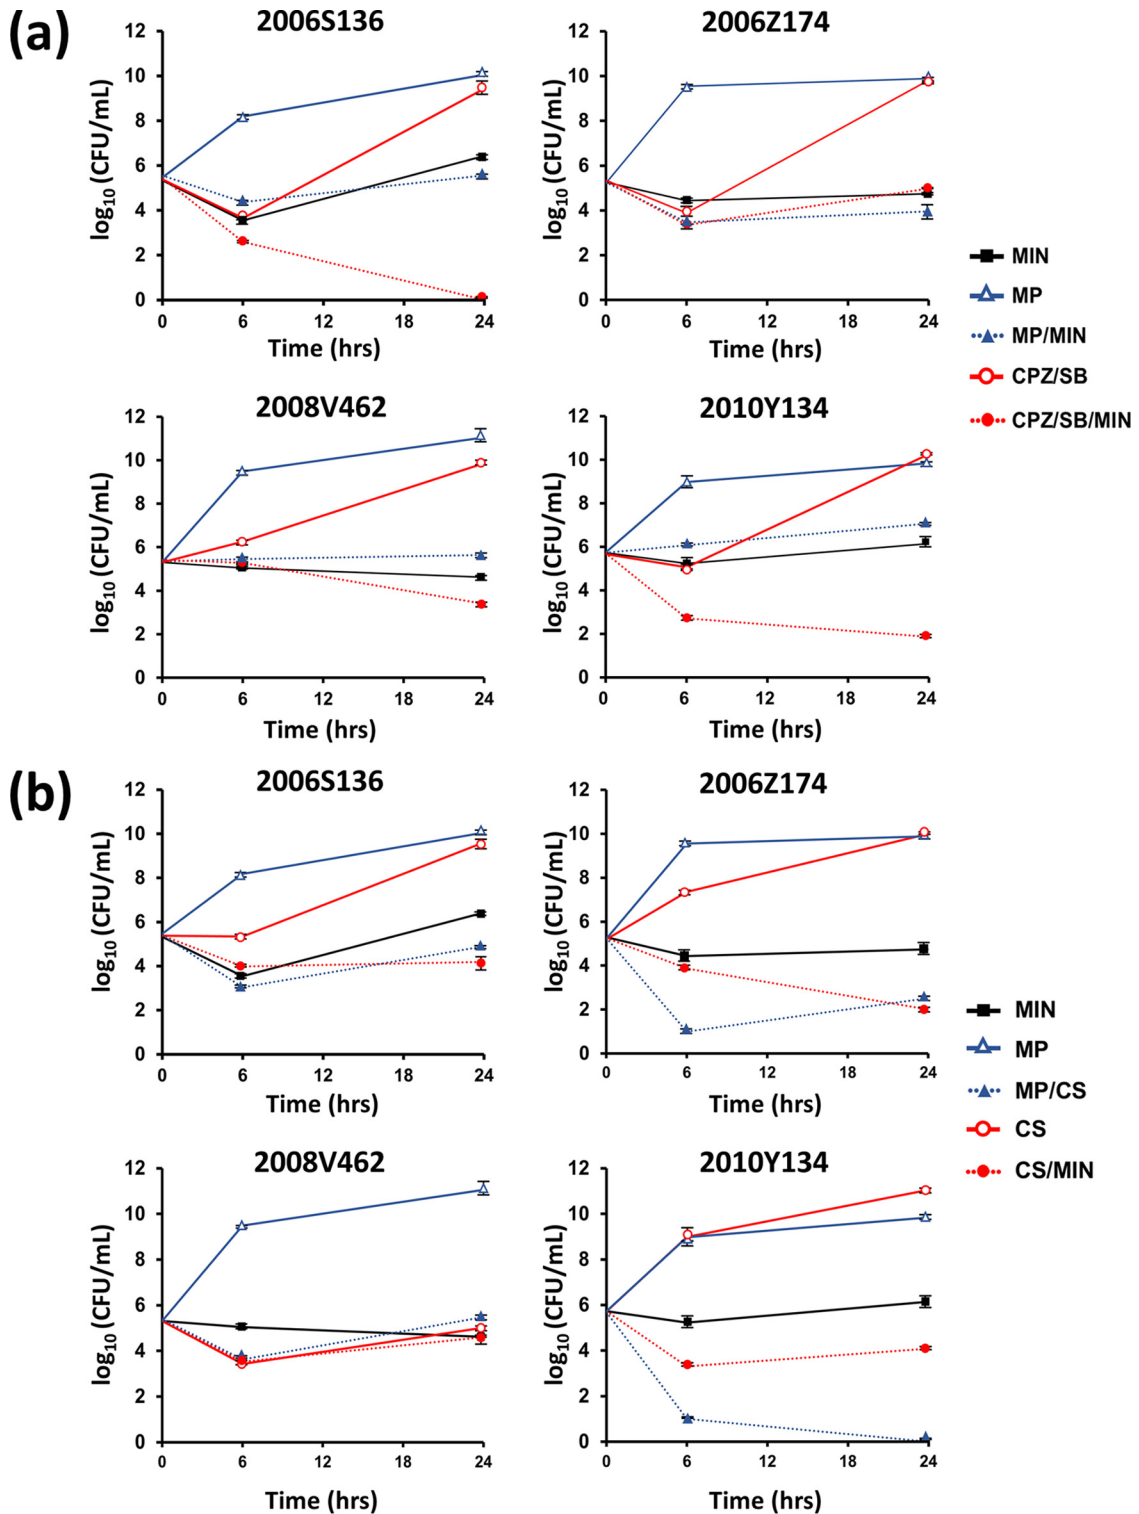 (a)
2006S136
log10 (CFU/mL)
12
10
8
6
4
2
0
0 6 12 18 24
Time (hrs)
2006Z174
log10 (CFU/mL)
12
10
8
6
4
2
0
0 6 12 18 24
Time (hrs)
MIN
MP
MP/MIN
CPZ/SB
CPZ/SB/MIN
2008V462
log10 (CFU/mL)
12
10
8
6
4
2
0
0 6 12 18 24
Time (hrs)
2010Y134
log10 (CFU/mL)
12
10
8
6
4
2
0
0 6 12 18 24
Time (hrs)
(b)
2006S136
log10 (CFU/mL)
12
10
8
6
4
2
0
0 6 12 18 24
Time (hrs)
2006Z174
log10 (CFU/mL)
12
10
8
6
4
2
0
0 6 12 18 24
Time (hrs)
MIN
MP
MP/CS
CS
CS/MIN
2008V462
log10 (CFU/mL)
12
10
8
6
4
2
0
0 6 12 18 24
Time (hrs)
2010Y134
log10 (CFU/mL)
12
10
8
6
4
2
0
0 6 12 18 24
Time (hrs)